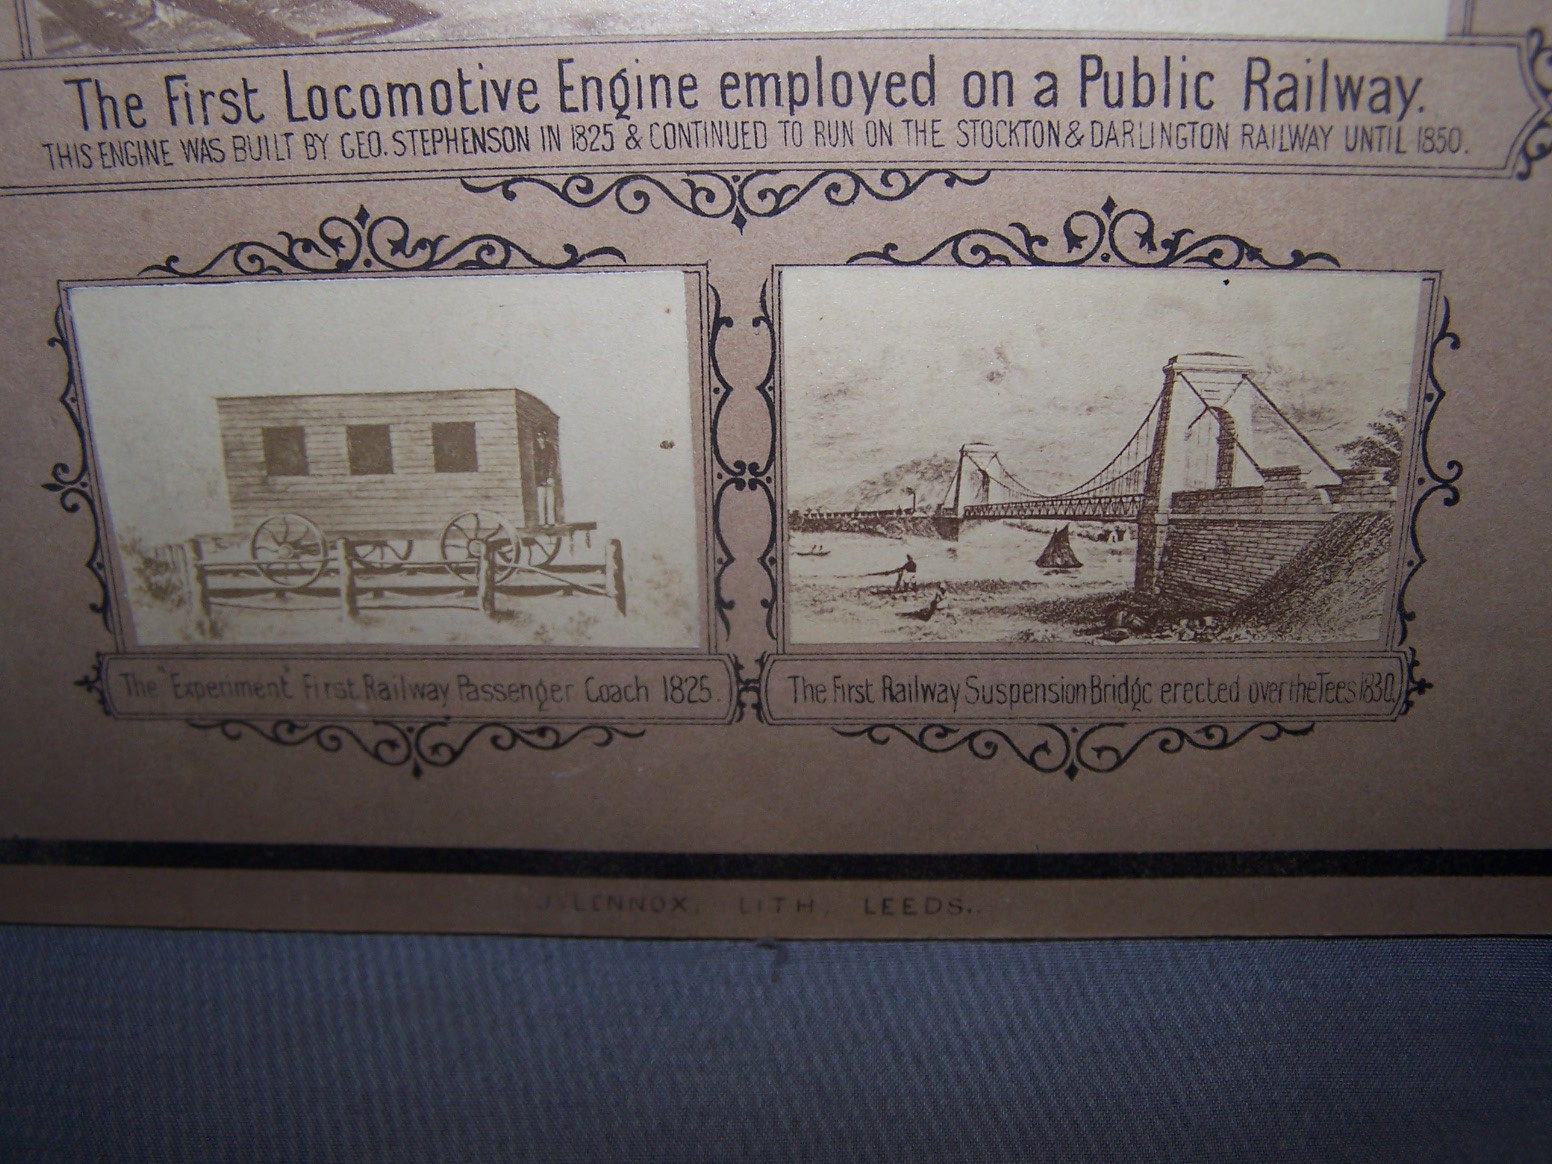 The First Locomotive Engine employed on a Public Railway.
THIS ENGINE WAS BUILT BY GEO. STEPHENSON IN 1825 & CONTINUED TO RUN ON THE STOCKTON & DARLINGTON RAILWAY UNTIL 1850.
The "Experiment" First Railway Passenger Coach 1825.
The First Railway Suspension Bridge erected over the Tees 1830.
J. LENNOX, LITH, LEEDS.